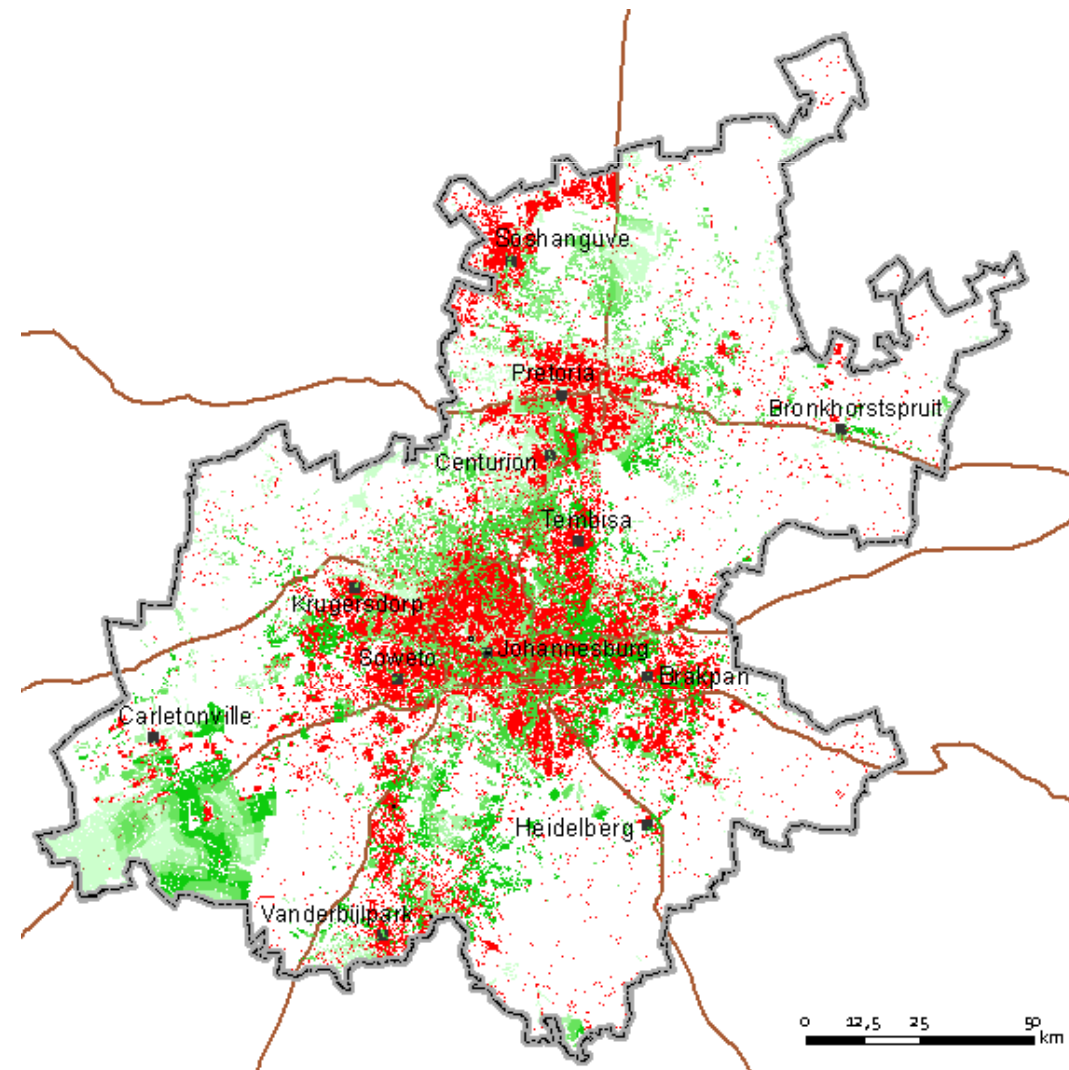 Soshanguve
Pretoria
Bronkhorstspruit
Centurion
Tembisa
Krugersdorp
Johannesburg
Soweto
Brakpan
Carletonville
Heidelberg
Vanderbijlpark
0 12,5 25 50
km